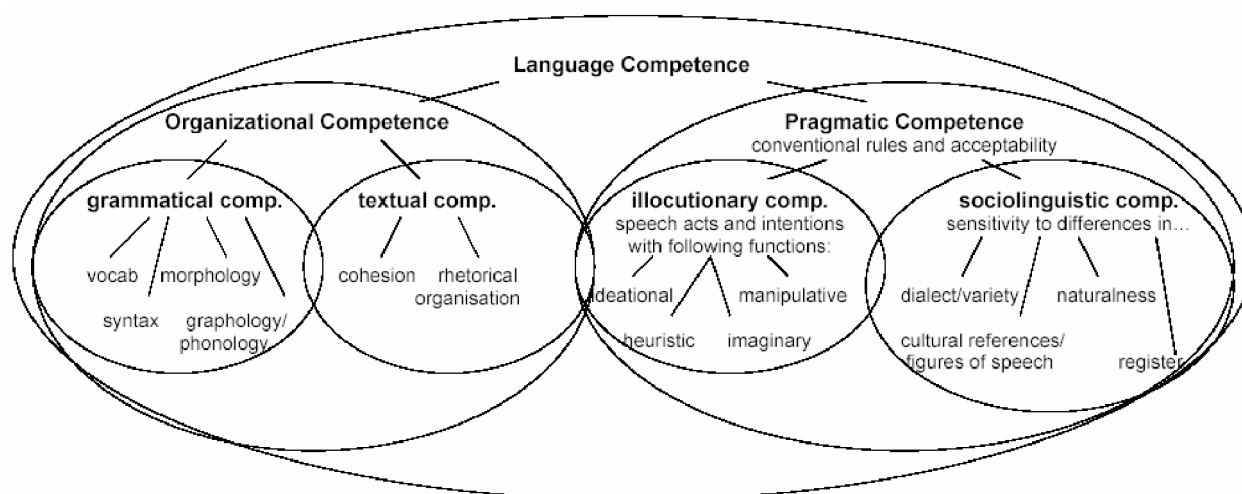 Language Competence
Organizational Competence
Pragmatic Competence
conventional rules and acceptability
grammatical comp.
vocab
morphology
syntax
graphology/
phonology
textual comp.
cohesion
rhetorical
organisation
illocutionary comp.
speech acts and intentions
with following functions:
ideational
manipulative
heuristic
imaginary
sociolinguistic comp.
sensitivity to differences in...
dialect/variety
naturalness
cultural references/
figures of speech
register